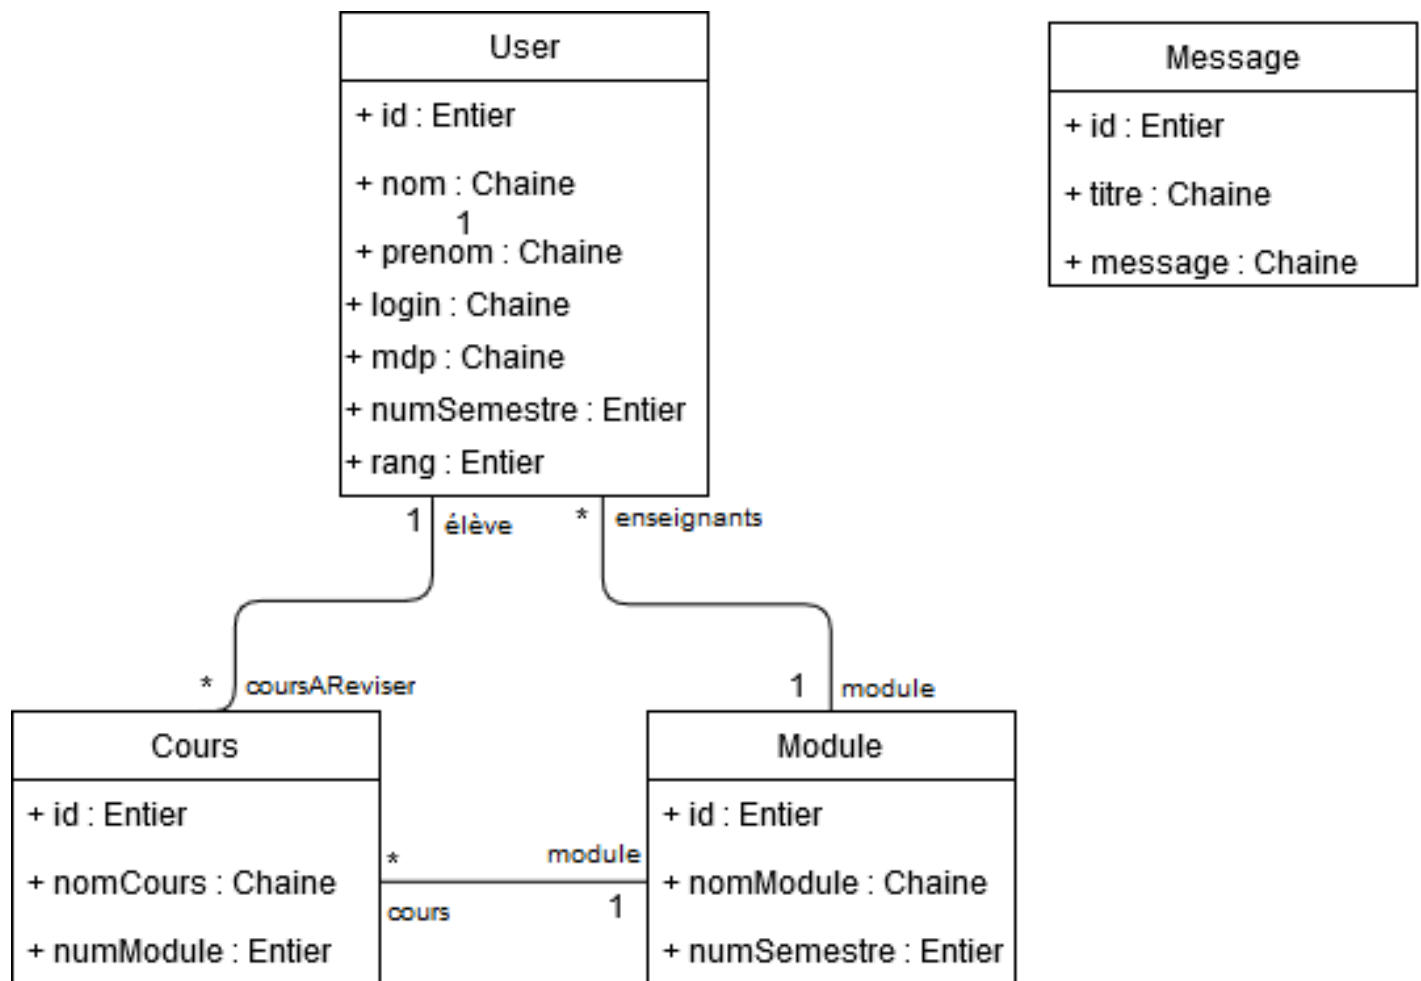 User
+ id : Entier
+ nom : Chaine
1
+ prenom : Chaine
+ login : Chaine
+ mdp : Chaine
+ numSemestre : Entier
+ rang : Entier
Message
+ id : Entier
+ titre : Chaine
+ message : Chaine
1 élève
* enseignants
* coursAReviser
1 module
Cours
+ id : Entier
+ nomCours : Chaine
+ numModule : Entier
* module
cours 1
Module
+ id : Entier
+ nomModule : Chaine
+ numSemestre : Entier